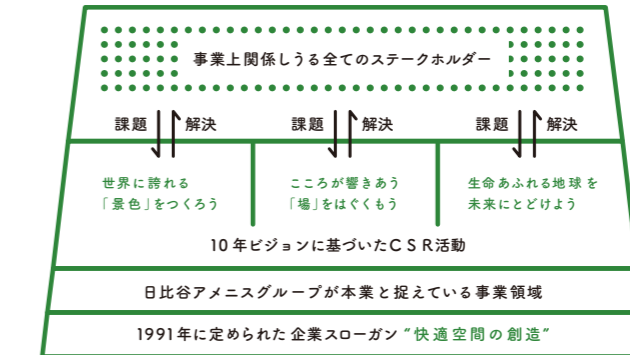 事業上関係しうる全てのステークホルダー
課題 解決 課題 解決 課題 解決
世界に誇れる
「景色」をつくろう
こころが響きあう
「場」をはぐくもう
生命あふれる地球を
未来にとどけよう
10年ビジョンに基づいたCSR活動
日比谷アメニスグループが本業と捉えている事業領域
1991年に定められた企業スローガン“快適空間の創造”